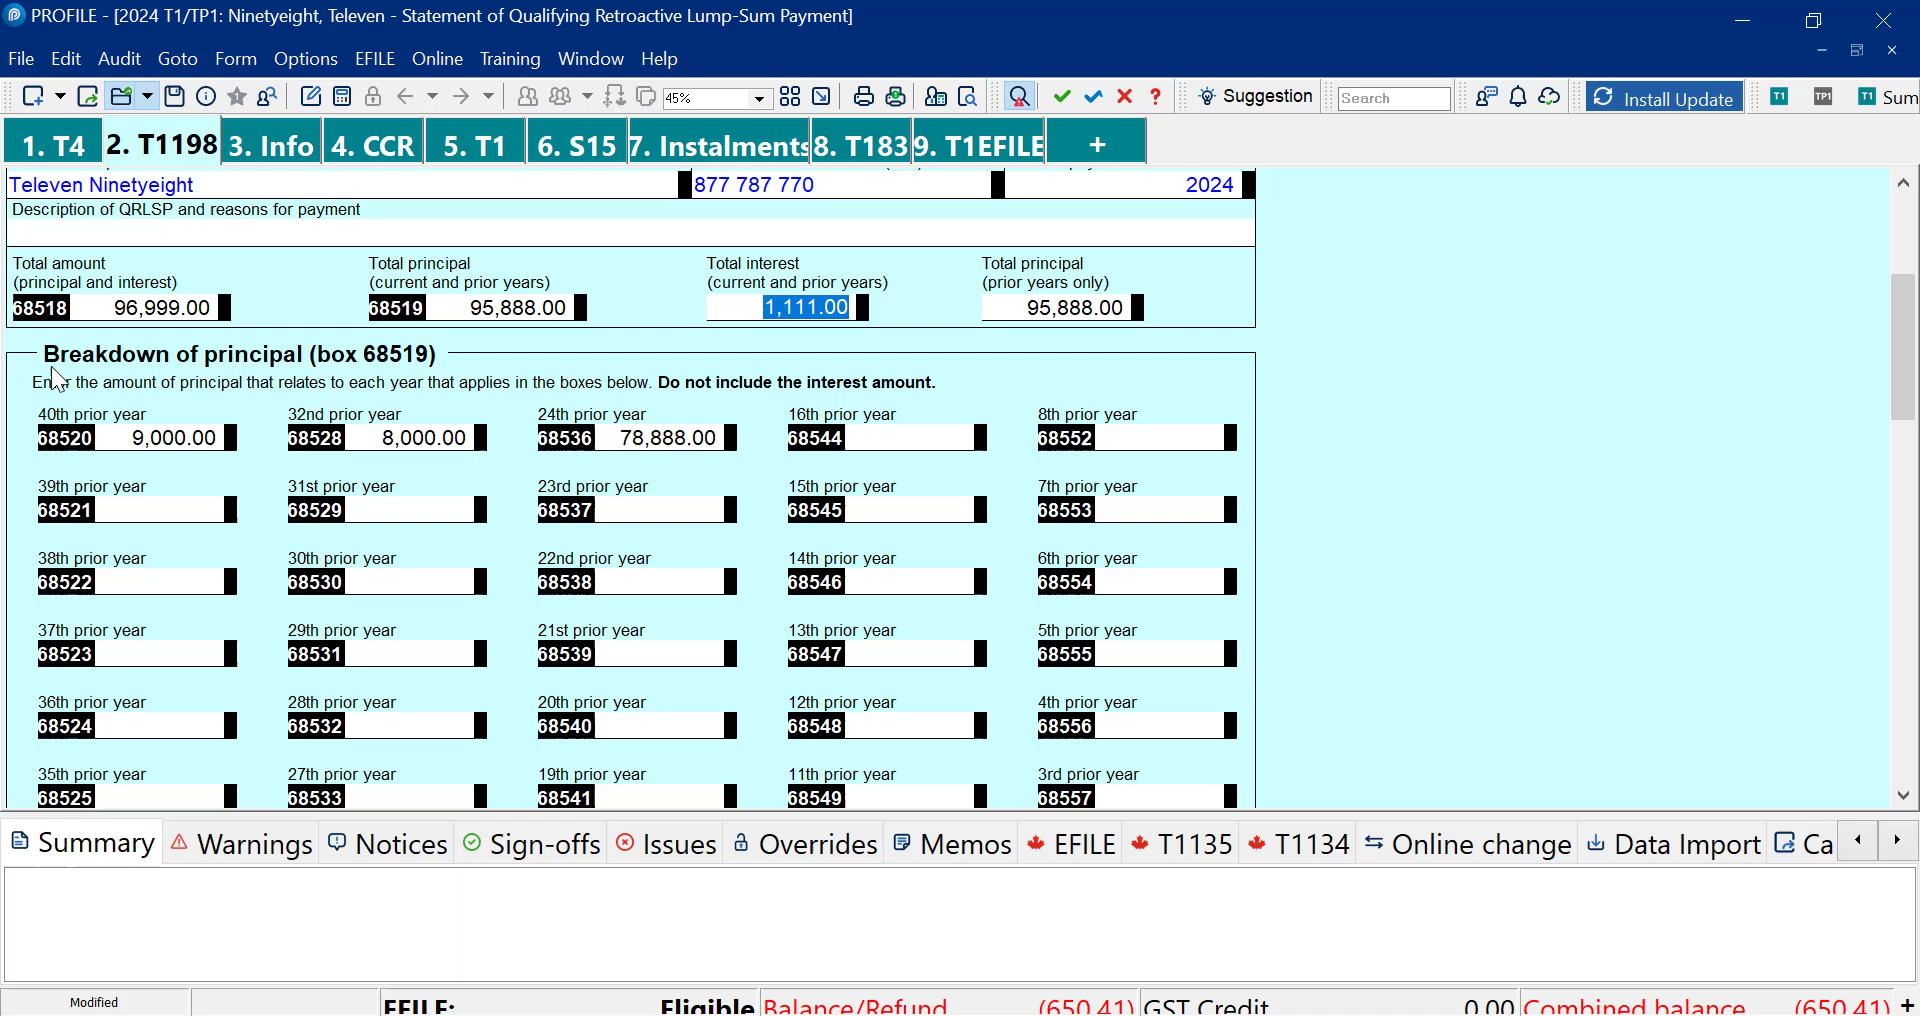 PROFILE - [2024 T1/TP1: Ninetyeight, Televen - Statement of Qualifying Retroactive Lump-Sum Payment]
File Edit Audit Goto Form Options EFILE Online Training Window Help
45% Suggestion Search Install Update T1 TP1 T1 Sum
1. T4 2. T1198 3. Info 4. CCR 5. T1 6. S15 7. Instalments 8. T183 9. T1EFILE +
Televen Ninetyeight 877 787 770 2024
Description of QRLSP and reasons for payment
Total amount Total principal Total interest Total principal
(principal and interest) (current and prior years) (current and prior years) (prior years only)
68518 96,999.00 68519 95,888.00 1,111.00 95,888.00
Breakdown of principal (box 68519)
Enter the amount of principal that relates to each year that applies in the boxes below. Do not include the interest amount.
40th prior year 32nd prior year 24th prior year 16th prior year 8th prior year
68520 9,000.00 68528 8,000.00 68536 78,888.00 68544 68552
39th prior year 31st prior year 23rd prior year 15th prior year 7th prior year
68521 68529 68537 68545 68553
38th prior year 30th prior year 22nd prior year 14th prior year 6th prior year
68522 68530 68538 68546 68554
37th prior year 29th prior year 21st prior year 13th prior year 5th prior year
68523 68531 68539 68547 68555
36th prior year 28th prior year 20th prior year 12th prior year 4th prior year
68524 68532 68540 68548 68556
35th prior year 27th prior year 19th prior year 11th prior year 3rd prior year
68525 68533 68541 68549 68557
Summary Warnings Notices Sign-offs Issues Overrides Memos EFILE T1135 T1134 Online change Data Import Ca
Modified EFILE: Eligible Balance/Refund (650.41) GST Credit 0.00 Combined balance (650.41) +